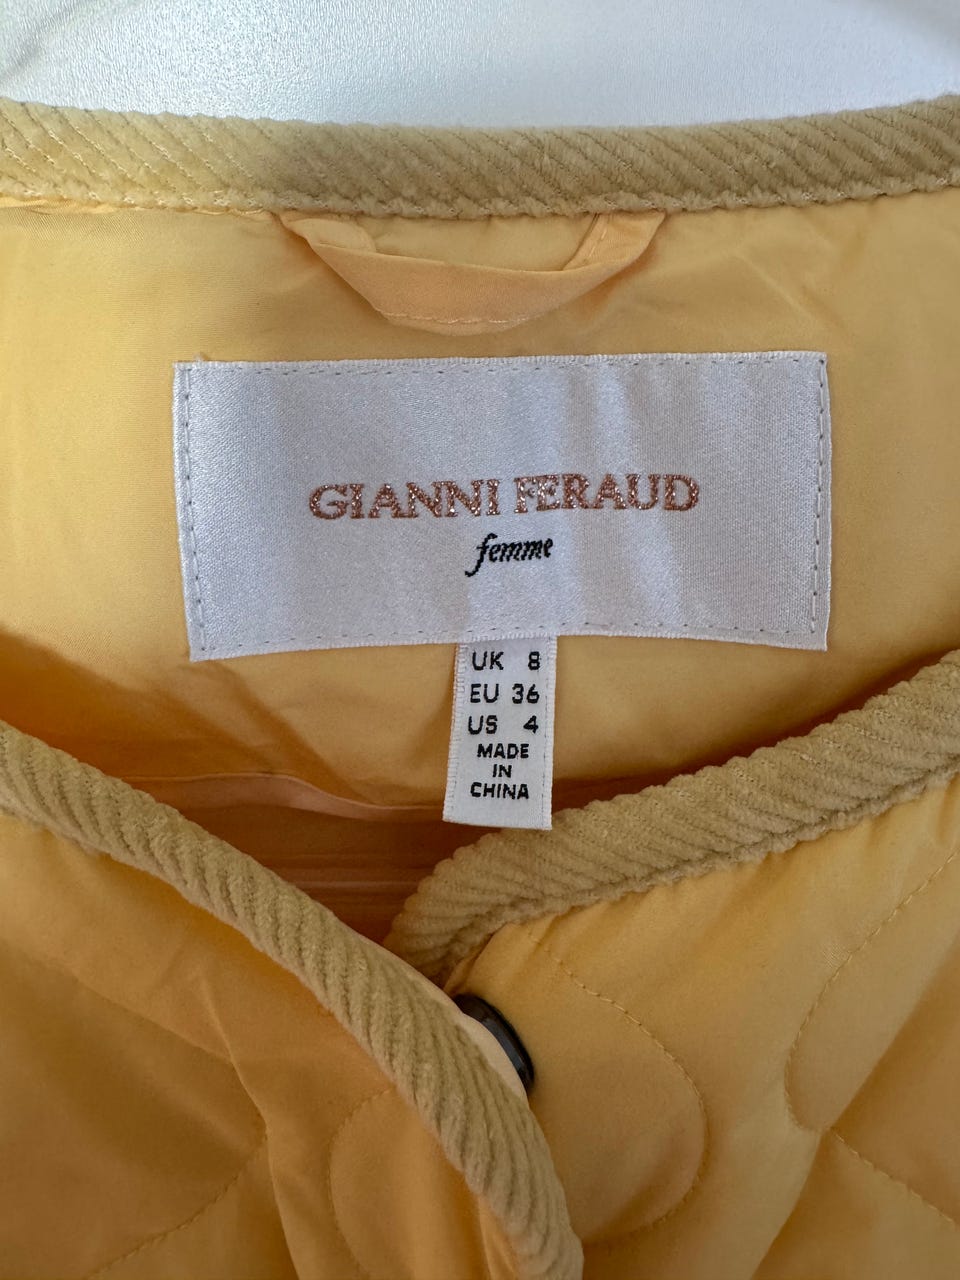 GIANNI FERAUD
femme
UK 8
EU 36
US 4
MADE
IN
CHINA